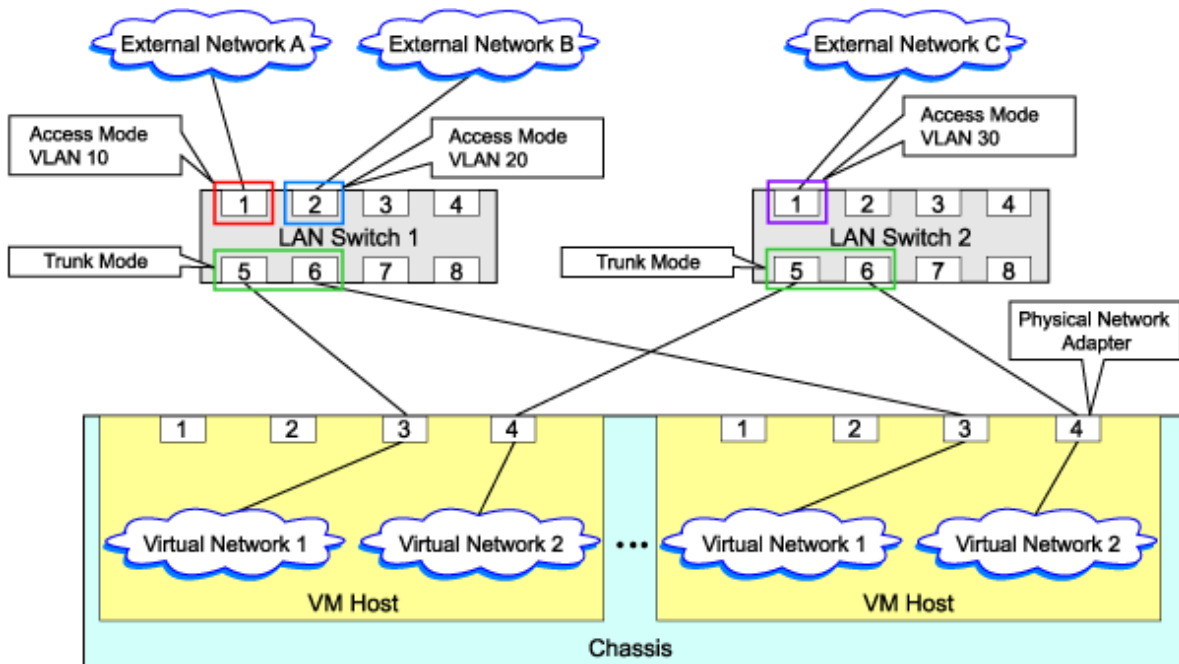 External Network A
External Network B
External Network C
Access Mode
VLAN 10
Access Mode
VLAN 20
Access Mode
VLAN 30
1 2 3 4
LAN Switch 1
5 6 7 8
Trunk Mode
1 2 3 4
LAN Switch 2
5 6 7 8
Trunk Mode
Physical Network
Adapter
1 2 3 4
Virtual Network 1
Virtual Network 2
VM Host
•••
1 2 3 4
Virtual Network 1
Virtual Network 2
VM Host
Chassis